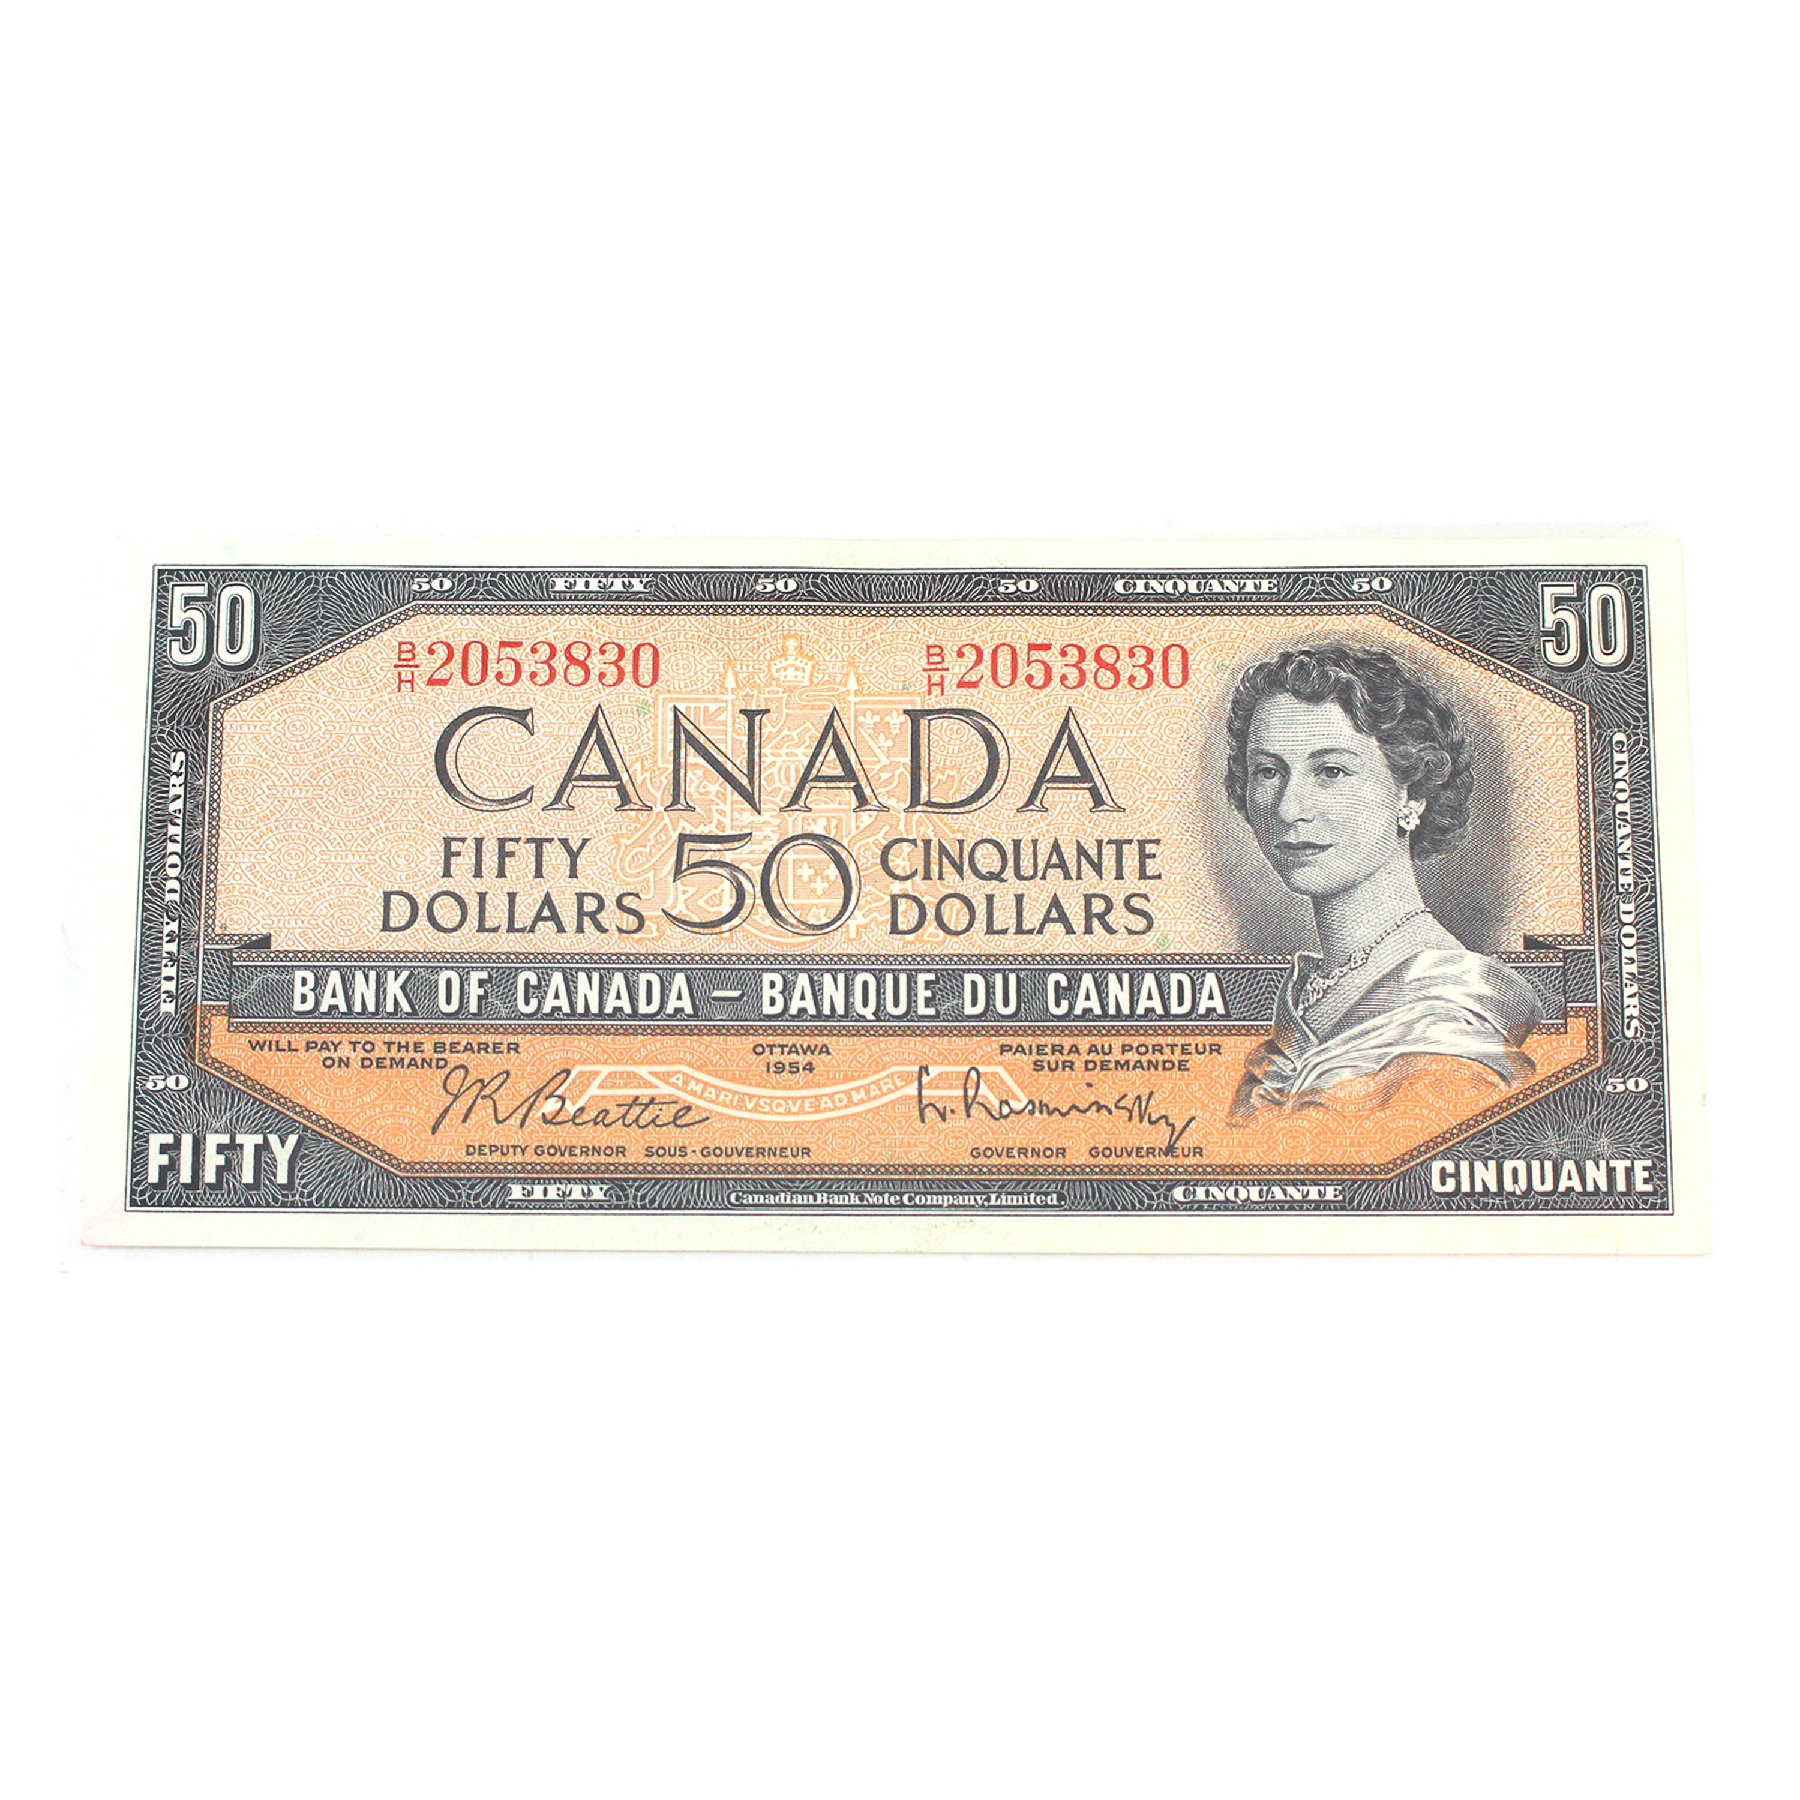 50 FIFTY 50 50 CINQUANTE 50
50 50
B/H 2053830 B/H 2053830
CANADA
FIFTY 50 CINQUANTE
DOLLARS DOLLARS
FIFTY DOLLARS
CINQUANTE DOLLARS
BANK OF CANADA – BANQUE DU CANADA
WILL PAY TO THE BEARER OTTAWA PAIERA AU PORTEUR
ON DEMAND 1954 SUR DEMANDE
A MARI VSQVE AD MARE
50 50
J R Beattie L. Rasminsky
DEPUTY GOVERNOR SOUS-GOUVERNEUR GOVERNOR GOUVERNEUR
FIFTY CINQUANTE
FIFTY Canadian Bank Note Company, Limited. CINQUANTE